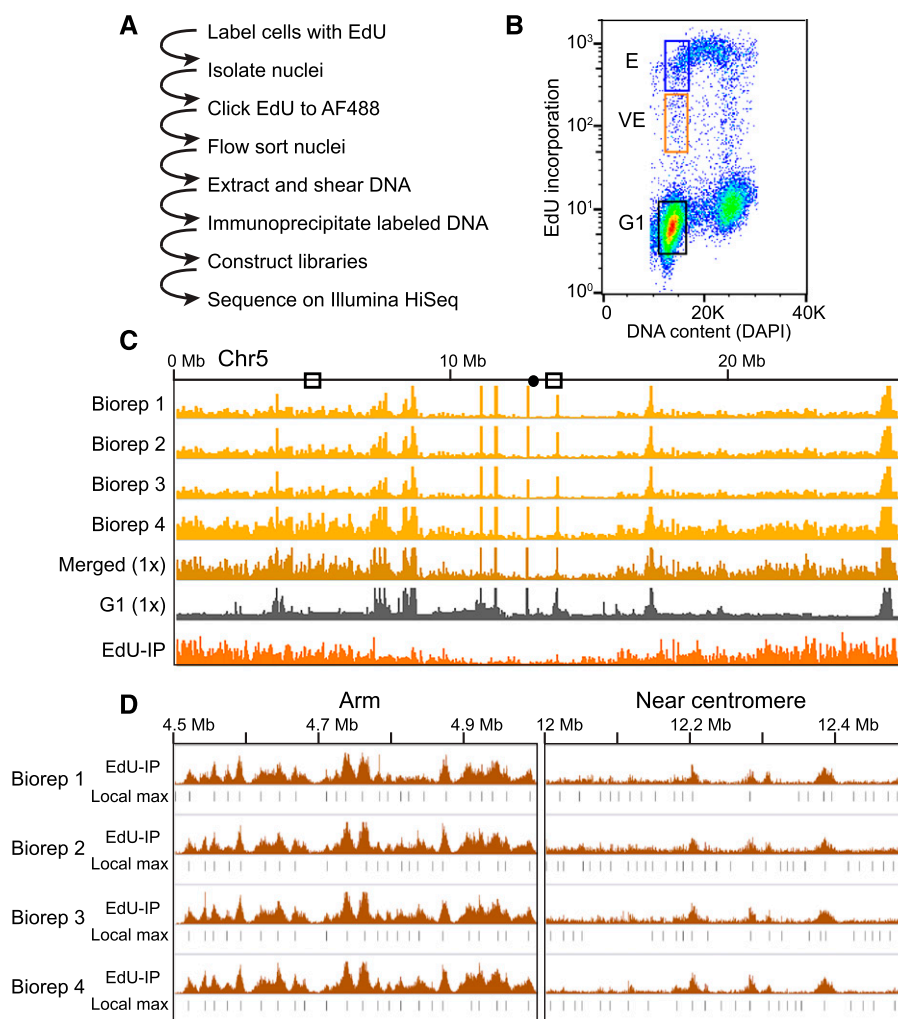 A
Label cells with EdU
Isolate nuclei
Click EdU to AF488
Flow sort nuclei
Extract and shear DNA
Immunoprecipitate labeled DNA
Construct libraries
Sequence on Illumina HiSeq
B
EdU incorporation
10³
10²
10¹
10⁰
E
VE
G1
0 20K 40K
DNA content (DAPI)
C
0 Mb Chr5 10 Mb 20 Mb
Biorep 1
Biorep 2
Biorep 3
Biorep 4
Merged (1x)
G1 (1x)
EdU-IP
D
Arm Near centromere
4.5 Mb 4.7 Mb 4.9 Mb 12 Mb 12.2 Mb 12.4 Mb
Biorep 1 EdU-IP
Local max
Biorep 2 EdU-IP
Local max
Biorep 3 EdU-IP
Local max
Biorep 4 EdU-IP
Local max